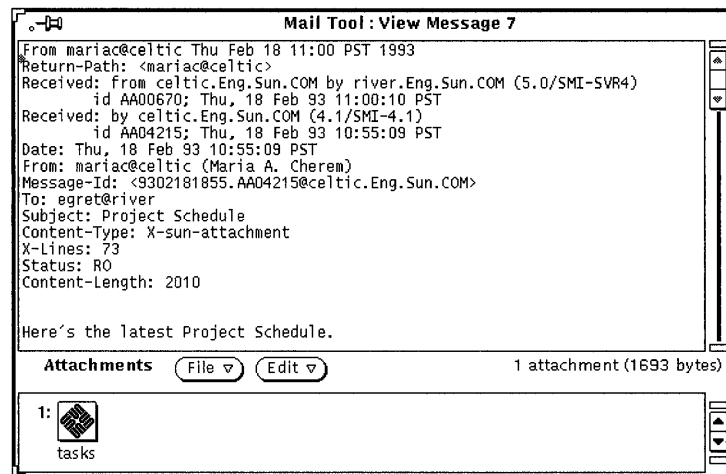 Mail Tool : View Message 7
From mariac@celtic Thu Feb 18 11:00 PST 1993
Return-Path: <mariac@celtic>
Received: from celtic.Eng.Sun.COM by river.Eng.Sun.COM (5.0/SMI-SVR4)
        id AA00670; Thu, 18 Feb 93 11:00:10 PST
Received: by celtic.Eng.Sun.COM (4.1/SMI-4.1)
        id AA04215; Thu, 18 Feb 93 10:55:09 PST
Date: Thu, 18 Feb 93 10:55:09 PST
From: mariac@celtic (Maria A. Cherem)
Message-Id: <9302181855.AA04215@celtic.Eng.Sun.COM>
To: egret@river
Subject: Project Schedule
Content-Type: X-sun-attachment
X-Lines: 73
Status: RO
Content-Length: 2010
Here's the latest Project Schedule.
Attachments File Edit 1 attachment (1693 bytes)
1:
tasks